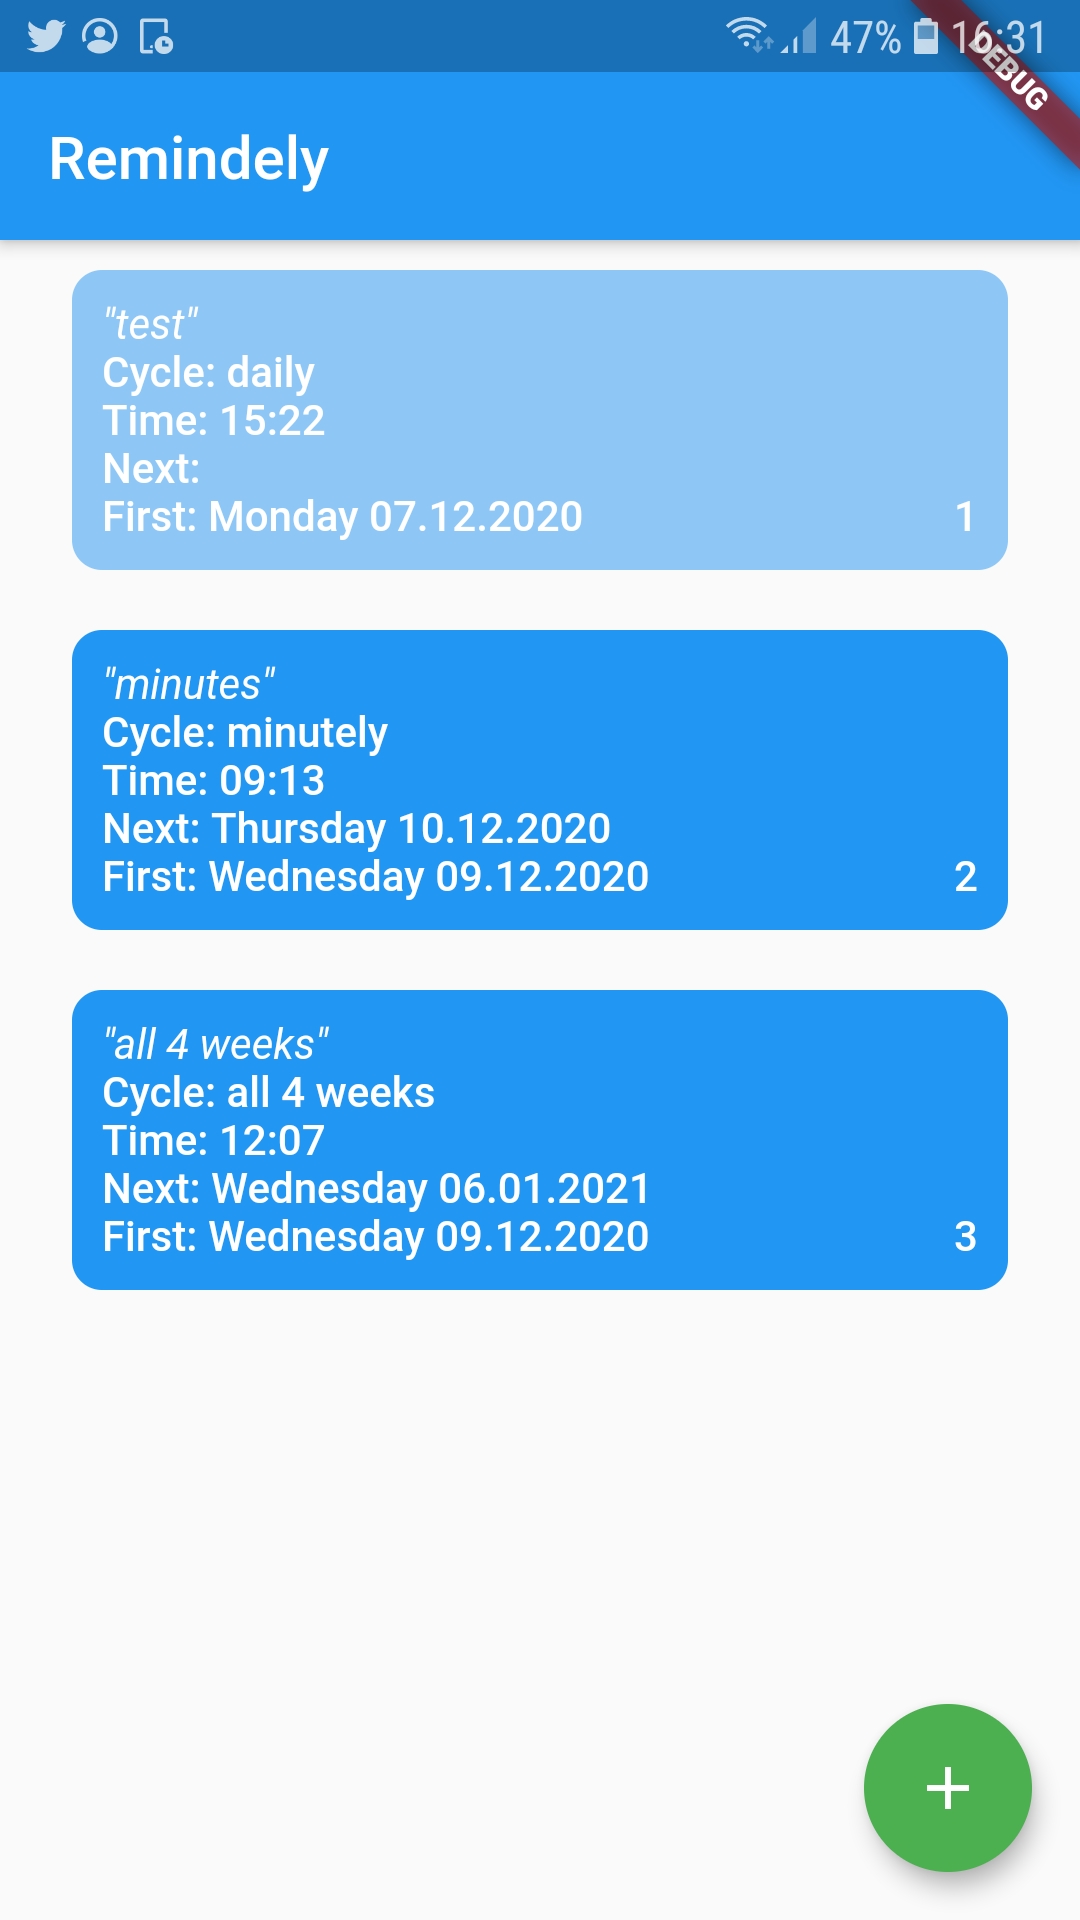 47% 16:31
DEBUG
Remindely
"test"
Cycle: daily
Time: 15:22
Next:
First: Monday 07.12.2020 1
"minutes"
Cycle: minutely
Time: 09:13
Next: Thursday 10.12.2020
First: Wednesday 09.12.2020 2
"all 4 weeks"
Cycle: all 4 weeks
Time: 12:07
Next: Wednesday 06.01.2021
First: Wednesday 09.12.2020 3